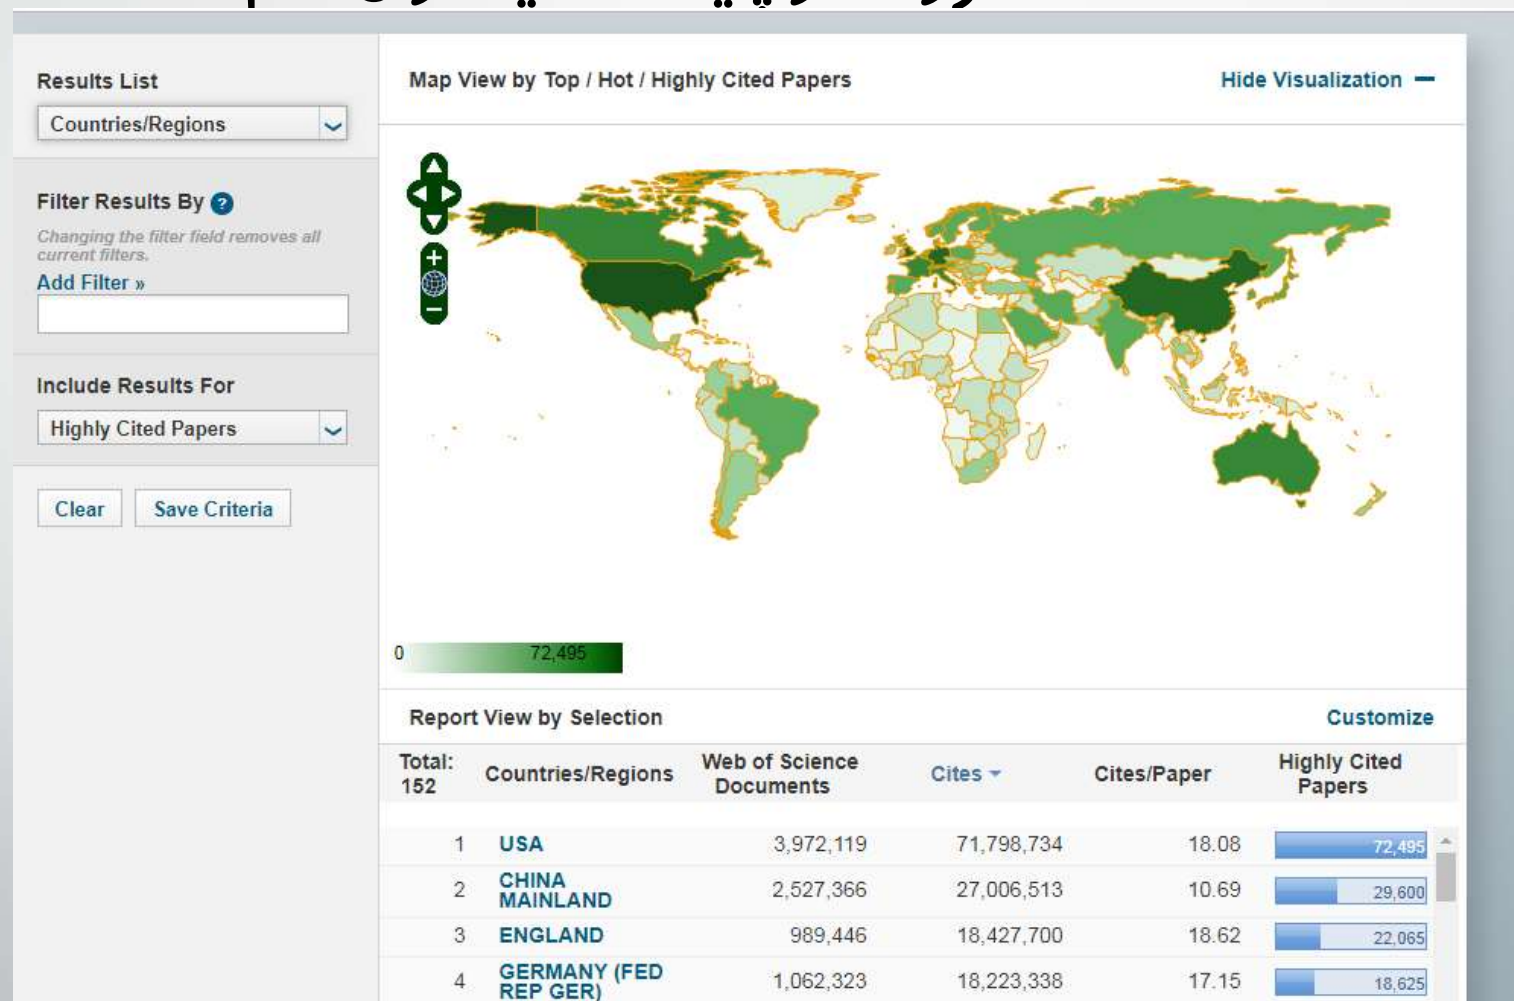 Results List
Countries/Regions
Filter Results By ?
Changing the filter field removes all
current filters.
Add Filter »
Include Results For
Highly Cited Papers
Clear Save Criteria
Map View by Top / Hot / Highly Cited Papers
Hide Visualization
0 72,495
Report View by Selection
Customize
Total: 152 Countries/Regions Web of Science Documents Cites Cites/Paper Highly Cited Papers
1 USA 3,972,119 71,798,734 18.08 72,495
2 CHINA MAINLAND 2,527,366 27,006,513 10.69 29,600
3 ENGLAND 989,446 18,427,700 18.62 22,065
4 GERMANY (FED REP GER) 1,062,323 18,223,338 17.15 18,625